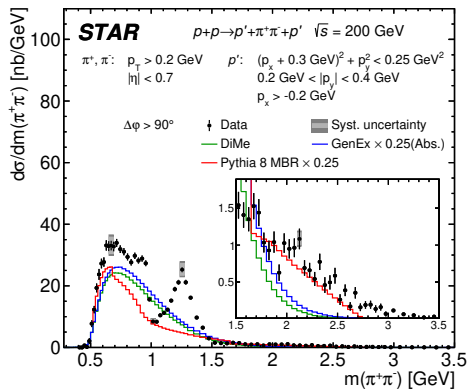 STAR p+p→p'+π⁺π⁻+p' √s = 200 GeV
π⁺, π⁻: p_T > 0.2 GeV p': (p_x + 0.3 GeV)² + p_y² < 0.25 GeV²
|η| < 0.7 0.2 GeV < |p_y| < 0.4 GeV
p_x > -0.2 GeV
Δφ > 90°
Data Syst. uncertainty
DiMe GenEx × 0.25(Abs.)
Pythia 8 MBR × 0.25
dσ/dm(π⁺π⁻) [nb/GeV]
100
80
60
40
20
0
1.5
1
0.5
1.5 2 2.5 3 3.5
0.5 1 1.5 2 2.5 3 3.5
m(π⁺π⁻) [GeV]